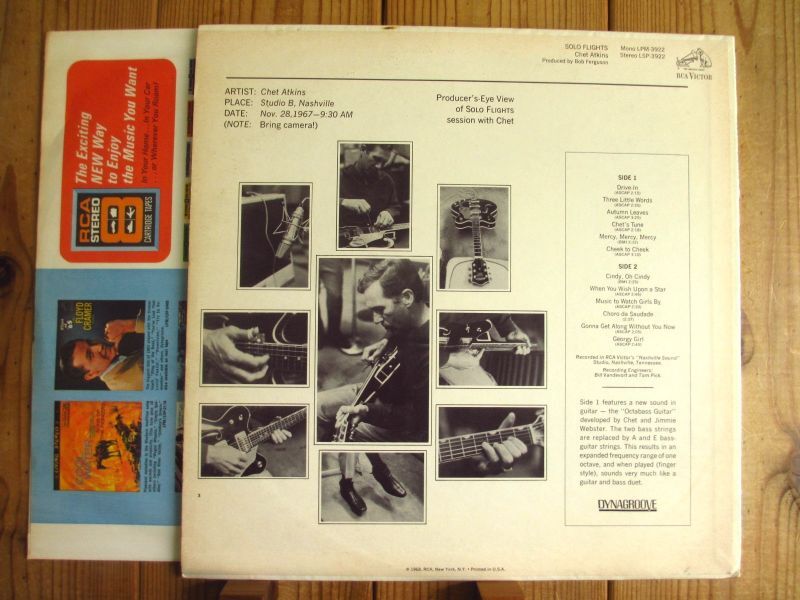 SOLO FLIGHTS
Chet Atkins
Produced by Bob Ferguson
Mono LPM-3922
Stereo LSP-3922
RCA VICTOR
ARTIST: Chet Atkins
PLACE: Studio B, Nashville
DATE: Nov. 28, 1967—9:30 AM
(NOTE: Bring camera!)
Producer's-Eye View
of SOLO FLIGHTS
session with Chet
SIDE 1
Drive In
Three Little Words
Autumn Leaves
Chet's Tune
Mercy, Mercy, Mercy
Cheek to Cheek
SIDE 2
Cindy, Oh Cindy
When You Wish Upon a Star
Music to Watch Girls By
Choro da Saudade
Gonna Get Along Without You Now
Georgy Girl
Recorded in RCA Victor's "Nashville Sound"
Studio, Nashville, Tennessee.
Recording Engineers:
Bill Vandevort and Tom Pick
Side 1 features a new sound in
guitar — the "Octabass Guitar"
developed by Chet and Jimmie
Webster. The two bass strings
are replaced by A and E bass-
guitar strings. This results in an
expanded frequency range of one
octave, and when played (finger
style), sounds very much like a
guitar and bass duet.
DYNAGROOVE
3
© 1968, RCA, New York, N.Y. • Printed in U.S.A.
The Exciting
NEW Way
to Enjoy
the Music You Want
In Your Home... In Your Car
...or Wherever You Roam!
RCA
STEREO
8
CARTRIDGE TAPES
FLOYD
CRAMER